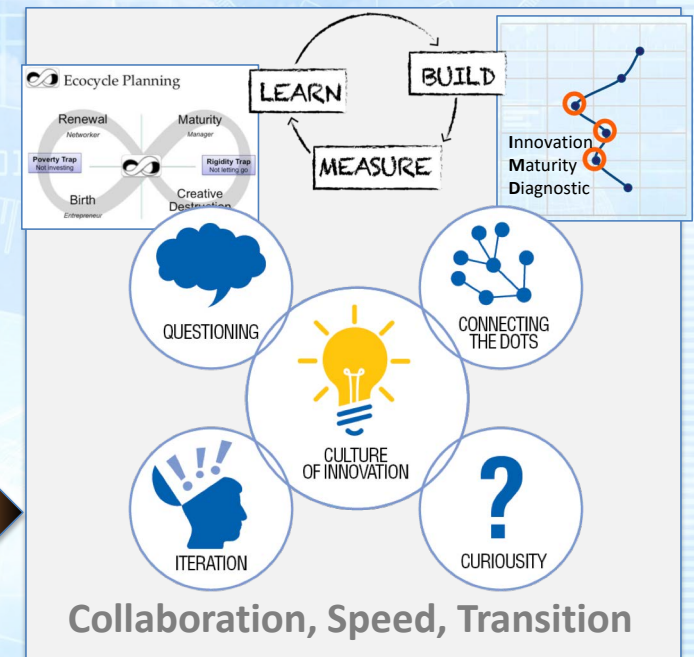 Ecocycle Planning
Renewal
Networker
Maturity
Manager
Poverty Trap
Not investing
Rigidity Trap
Not letting go
Birth
Entrepreneur
Creative
Destruction
LEARN
BUILD
MEASURE
Innovation
Maturity
Diagnostic
QUESTIONING
CONNECTING
THE DOTS
CULTURE
OF INNOVATION
ITERATION
CURIOUSITY
Collaboration, Speed, Transition